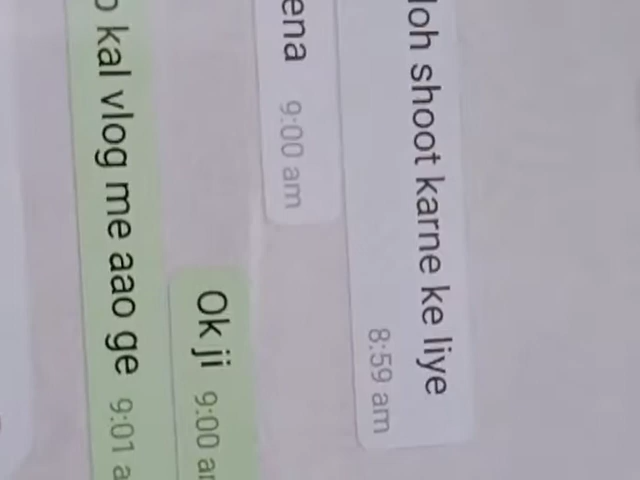 loh shoot karne ke liye
8:59 am
ena 9:00 am
Ok ji 9:00 a
kal vlog me aao ge 9:01 a